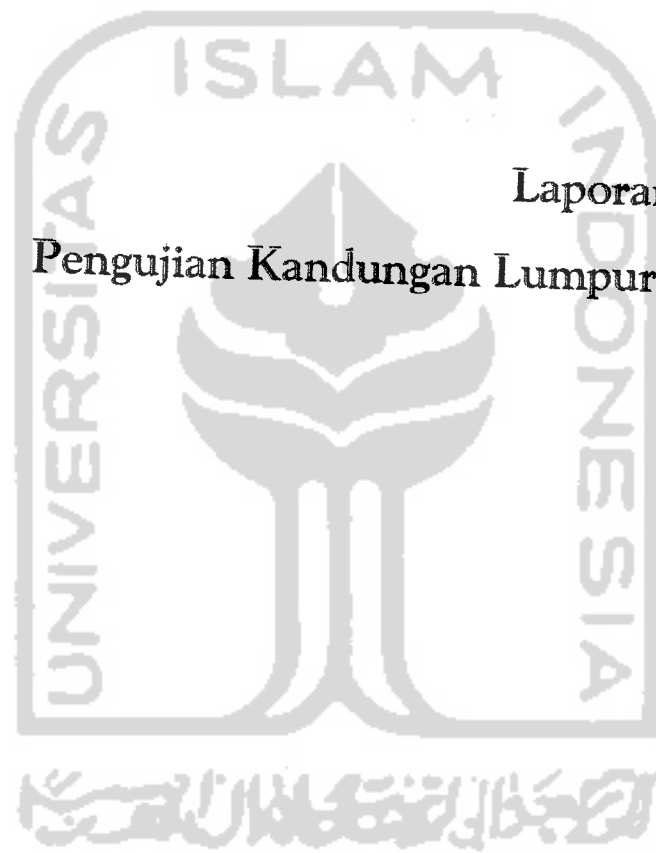 Laporan
Pengujian Kandungan Lumpur
UNIVERSITAS
ISLAM
INDONESIA